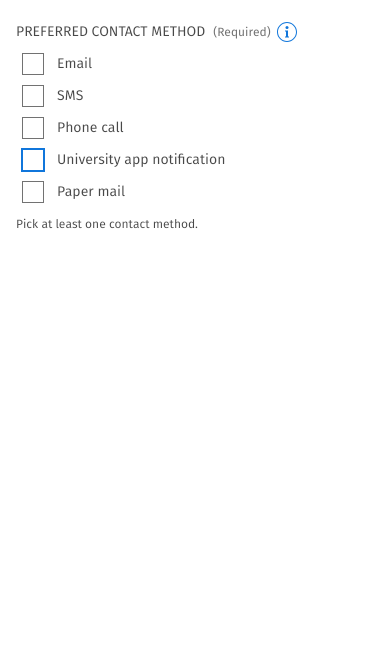 PREFERRED CONTACT METHOD (Required)
Email
SMS
Phone call
University app notification
Paper mail
Pick at least one contact method.